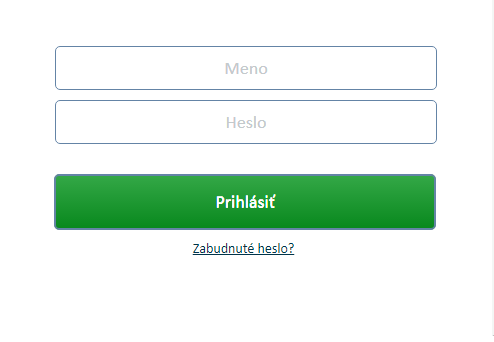 Meno
Heslo
Prihlásiť
Zabudnuté heslo?